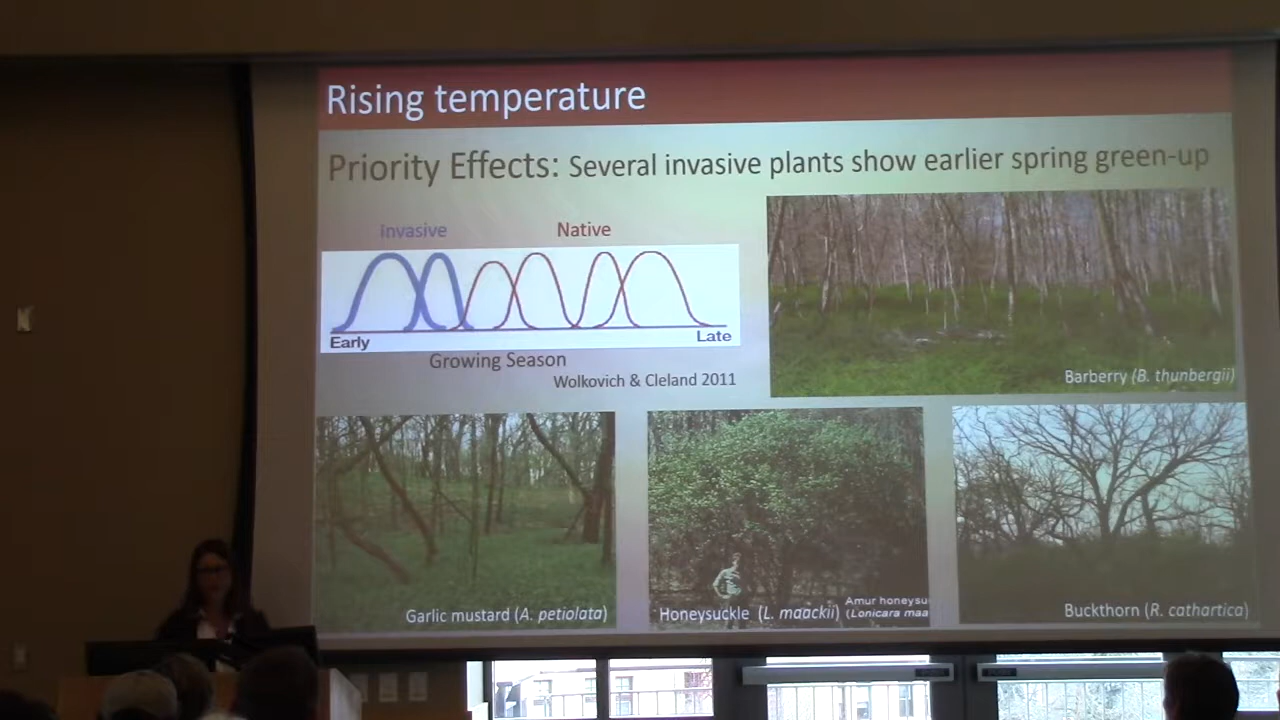 Rising temperature
Priority Effects: Several invasive plants show earlier spring green-up
Invasive Native
Early Late
Growing Season
Wolkovich & Cleland 2011
Barberry (B. thunbergii)
Garlic mustard (A. petiolata)
Honeysuckle (L. maackii)
Amur honeysu
(Lonicara maa
Buckthorn (R. cathartica)